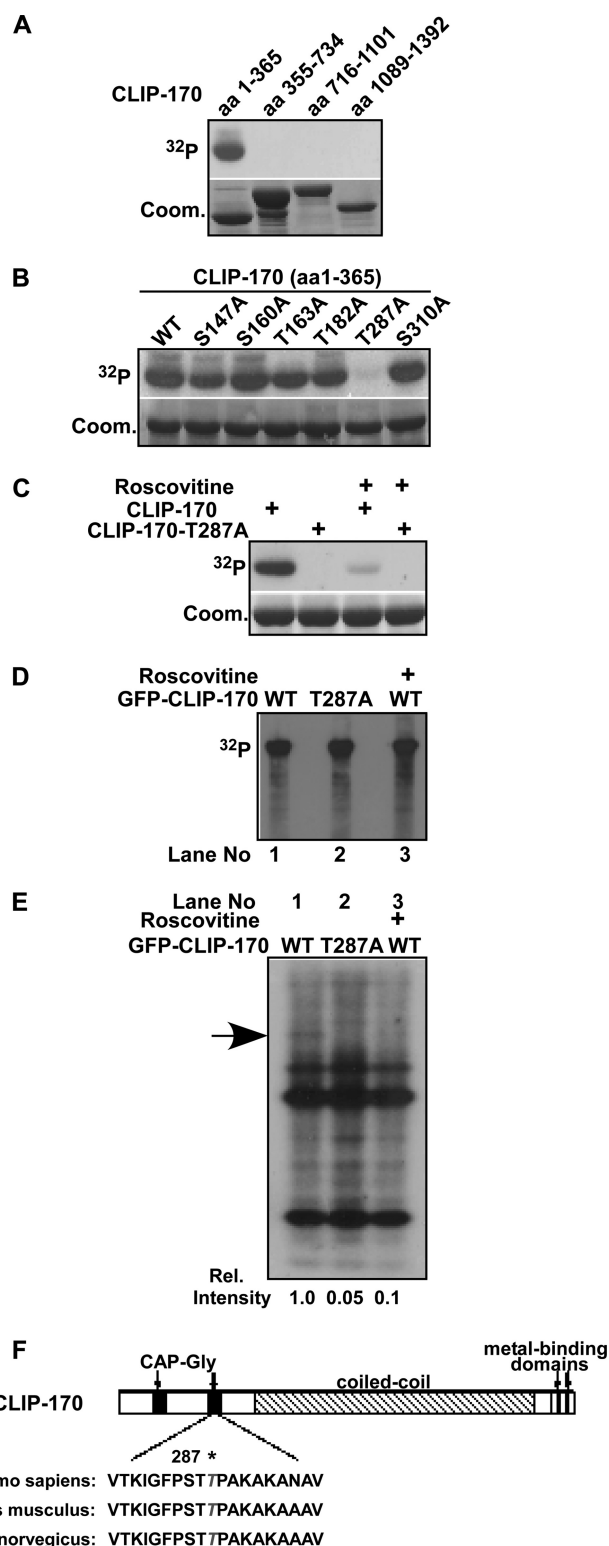 A
CLIP-170
aa 1-365
aa 355-734
aa 716-1101
aa 1089-1392
32P
Coom.
B
CLIP-170 (aa1-365)
WT
S147A
S160A
T163A
T182A
T287A
S310A
32P
Coom.
C
Roscovitine + +
CLIP-170 + +
CLIP-170-T287A + +
32P
Coom.
D
Roscovitine +
GFP-CLIP-170 WT T287A WT
32P
Lane No 1 2 3
E
Lane No 1 2 3
Roscovitine +
GFP-CLIP-170 WT T287A WT
Rel.
Intensity 1.0 0.05 0.1
F
CAP-Gly
metal-binding
domains
coiled-coil
CLIP-170
287 *
mo sapiens: VTKIGFPSTTPAKAKANAV
s musculus: VTKIGFPSTTPAKAKAAAV
norvegicus: VTKIGFPSTTPAKAKAAAV